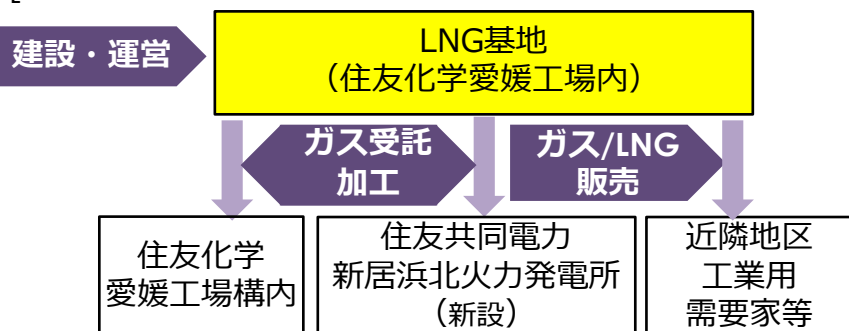 建設・運営
LNG基地
（住友化学愛媛工場内）
ガス受託
加工
ガス/LNG
販売
住友化学
愛媛工場構内
住友共同電力
新居浜北火力発電所
（新設）
近隣地区
工業用
需要家等